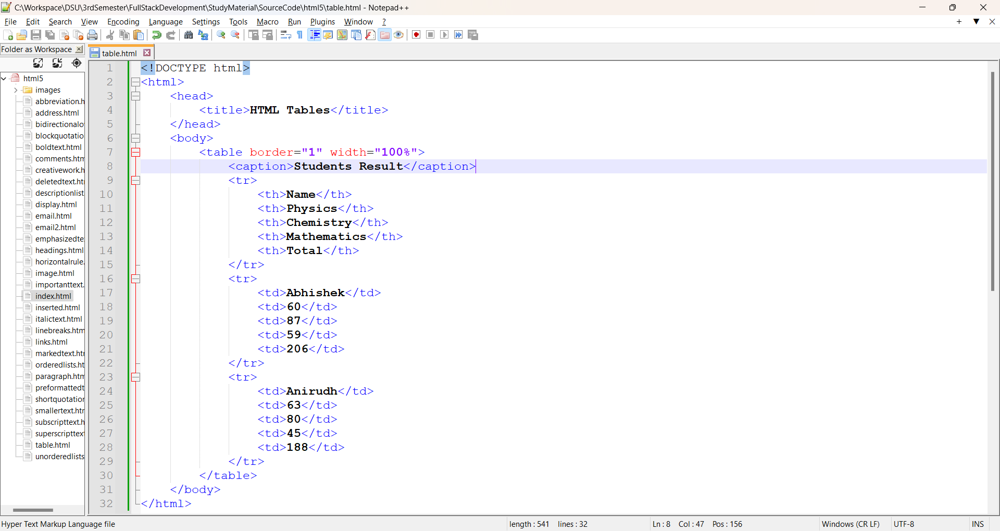 C:\Workspace\DSU\3rdSemester\FullStackDevelopment\StudyMaterial\SourceCode\html5\table.html - Notepad++
File Edit Search View Encoding Language Settings Tools Macro Run Plugins Window ?
Folder as Workspace
table.html
html5
images
abbreviation.h
address.html
bidirectionalo
blockquotatio
boldtext.html
comments.htm
creativework.h
deletedtext.ht
descriptionlist
display.html
email.html
email2.html
emphasizedte
headings.html
horizontalrule.
image.html
importanttext.
index.html
inserted.html
italictext.html
linebreaks.htm
links.html
markedtext.ht
orderedlists.ht
paragraph.htm
preformattedt
shortquotation
smallertext.htr
subscripttext.h
superscripttext
table.html
unorderedlists
1 <!DOCTYPE html>
2 <html>
3 <head>
4 <title>HTML Tables</title>
5 </head>
6 <body>
7 <table border="1" width="100%">
8 <caption>Students Result</caption>
9 <tr>
10 <th>Name</th>
11 <th>Physics</th>
12 <th>Chemistry</th>
13 <th>Mathematics</th>
14 <th>Total</th>
15 </tr>
16 <tr>
17 <td>Abhishek</td>
18 <td>60</td>
19 <td>87</td>
20 <td>59</td>
21 <td>206</td>
22 </tr>
23 <tr>
24 <td>Anirudh</td>
25 <td>63</td>
26 <td>80</td>
27 <td>45</td>
28 <td>188</td>
29 </tr>
30 </table>
31 </body>
32 </html>
Hyper Text Markup Language file length : 541 lines : 32 Ln : 8 Col : 47 Pos : 156 Windows (CR LF) UTF-8 INS